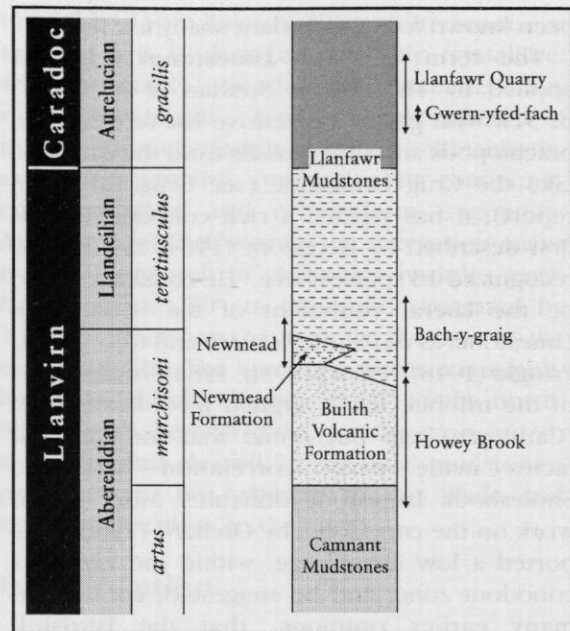 Caradoc
Llanvirn
Aurelucian
Llandeilian
Abereiddian
gracilis
teretiusculus
murchisoni
artus
Newmead
Newmead
Formation
Llanfawr
Mudstones
Builth
Volcanic
Formation
Camnant
Mudstones
Llanfawr Quarry
Gwern-yfed-fach
Bach-y-graig
Howey Brook